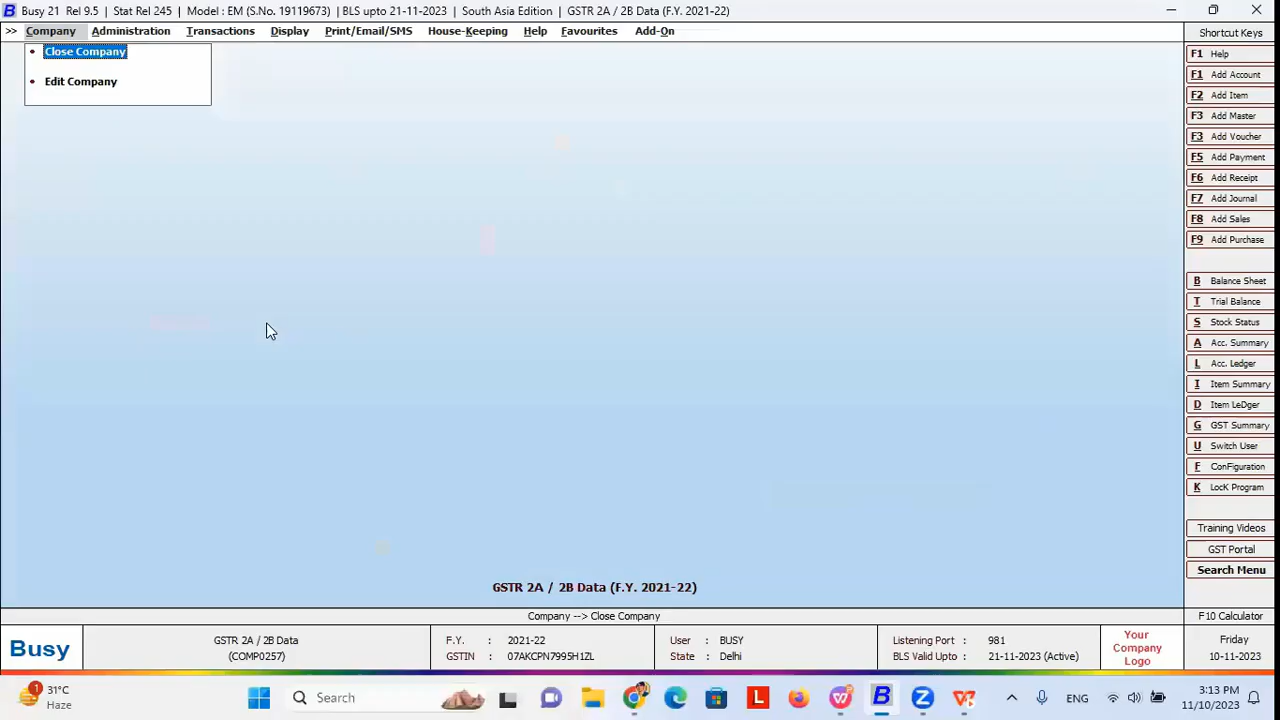 Busy 21 Rel 9.5 | Stat Rel 245 | Model : EM (S.No. 19119673) | BLS upto 21-11-2023 | South Asia Edition | GSTR 2A / 2B Data (F.Y. 2021-22)
>> Company Administration Transactions Display Print/Email/SMS House-Keeping Help Favourites Add-On
Close Company
Edit Company
Shortcut Keys
F1 Help
F1 Add Account
F2 Add Item
F3 Add Master
F3 Add Voucher
F5 Add Payment
F6 Add Receipt
F7 Add Journal
F8 Add Sales
F9 Add Purchase
B Balance Sheet
T Trial Balance
S Stock Status
A Acc. Summary
L Acc. Ledger
I Item Summary
D Item LeDger
G GST Summary
U Switch User
F ConFiguration
K LocK Program
Training Videos
GST Portal
Search Menu
GSTR 2A / 2B Data (F.Y. 2021-22)
Company --> Close Company
F10 Calculator
Busy
GSTR 2A / 2B Data
(COMP0257)
F.Y. : 2021-22
GSTIN : 07AKCPN7995H1ZL
User : BUSY
State : Delhi
Listening Port : 981
BLS Valid Upto : 21-11-2023 (Active)
Your
Company
Logo
Friday
10-11-2023
1
31°C
Haze
Search
ENG
3:13 PM
11/10/2023